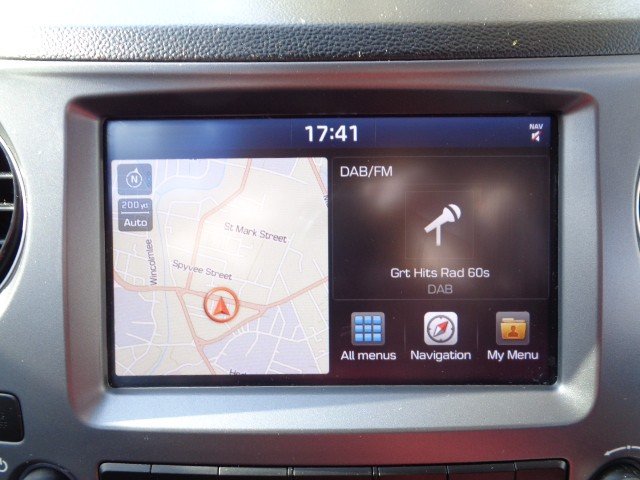 17:41
NAV
N
200 yd
Auto
St Mark Street
Spyvee Street
Wincolmlee
DAB/FM
Grt Hits Rad 60s
DAB
All menus
Navigation
My Menu